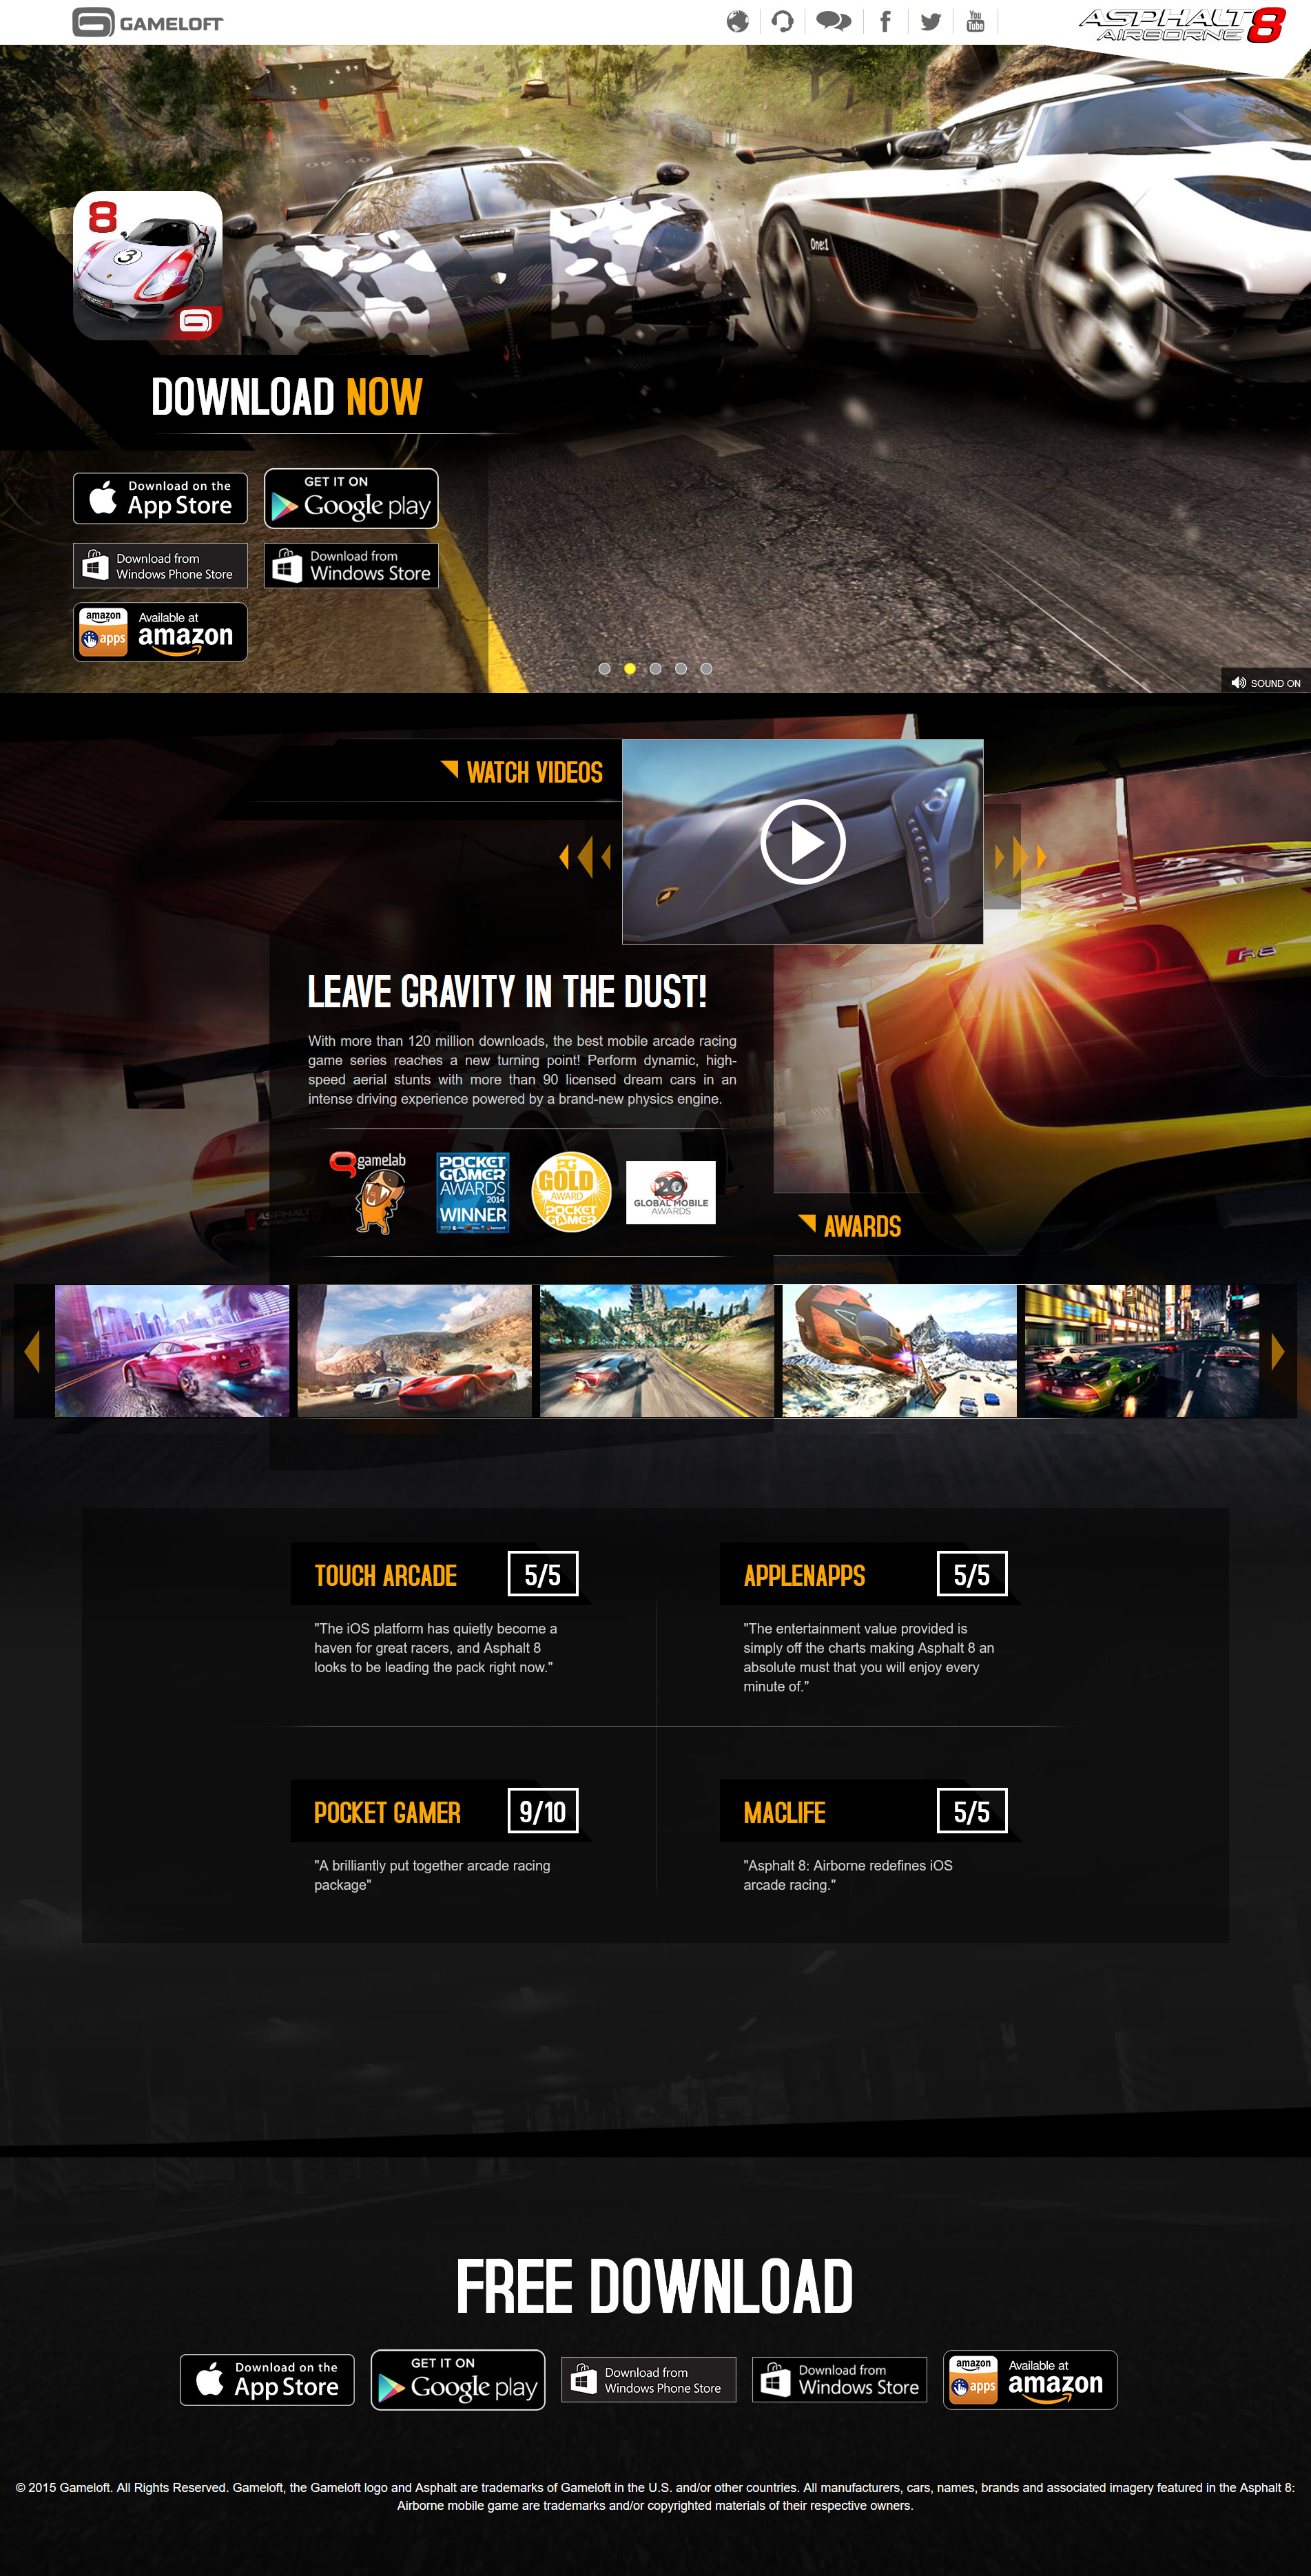 GAMELOFT
You
Tube
ASPHALT 8
AIRBORNE
8
3
One:1
DOWNLOAD NOW
Download on the
App Store
GET IT ON
Google play
Download from
Windows Phone Store
Download from
Windows Store
amazon
apps
Available at
amazon
SOUND ON
WATCH VIDEOS
R8
LEAVE GRAVITY IN THE DUST!
With more than 120 million downloads, the best mobile arcade racing
game series reaches a new turning point! Perform dynamic, high-
speed aerial stunts with more than 90 licensed dream cars in an
intense driving experience powered by a brand-new physics engine.
gamelab
POCKET
GAMER
AWARDS
2014
WINNER
PG
GOLD
AWARD
POCKET
GAMER
GLOBAL MOBILE
AWARDS
ASPHALT 8
AWARDS
TOUCH ARCADE
5/5
"The iOS platform has quietly become a
haven for great racers, and Asphalt 8
looks to be leading the pack right now."
APPLENAPPS
5/5
"The entertainment value provided is
simply off the charts making Asphalt 8 an
absolute must that you will enjoy every
minute of."
POCKET GAMER
9/10
"A brilliantly put together arcade racing
package"
MACLIFE
5/5
"Asphalt 8: Airborne redefines iOS
arcade racing."
FREE DOWNLOAD
Download on the
App Store
GET IT ON
Google play
Download from
Windows Phone Store
Download from
Windows Store
amazon
apps
Available at
amazon
© 2015 Gameloft. All Rights Reserved. Gameloft, the Gameloft logo and Asphalt are trademarks of Gameloft in the U.S. and/or other countries. All manufacturers, cars, names, brands and associated imagery featured in the Asphalt 8:
Airborne mobile game are trademarks and/or copyrighted materials of their respective owners.